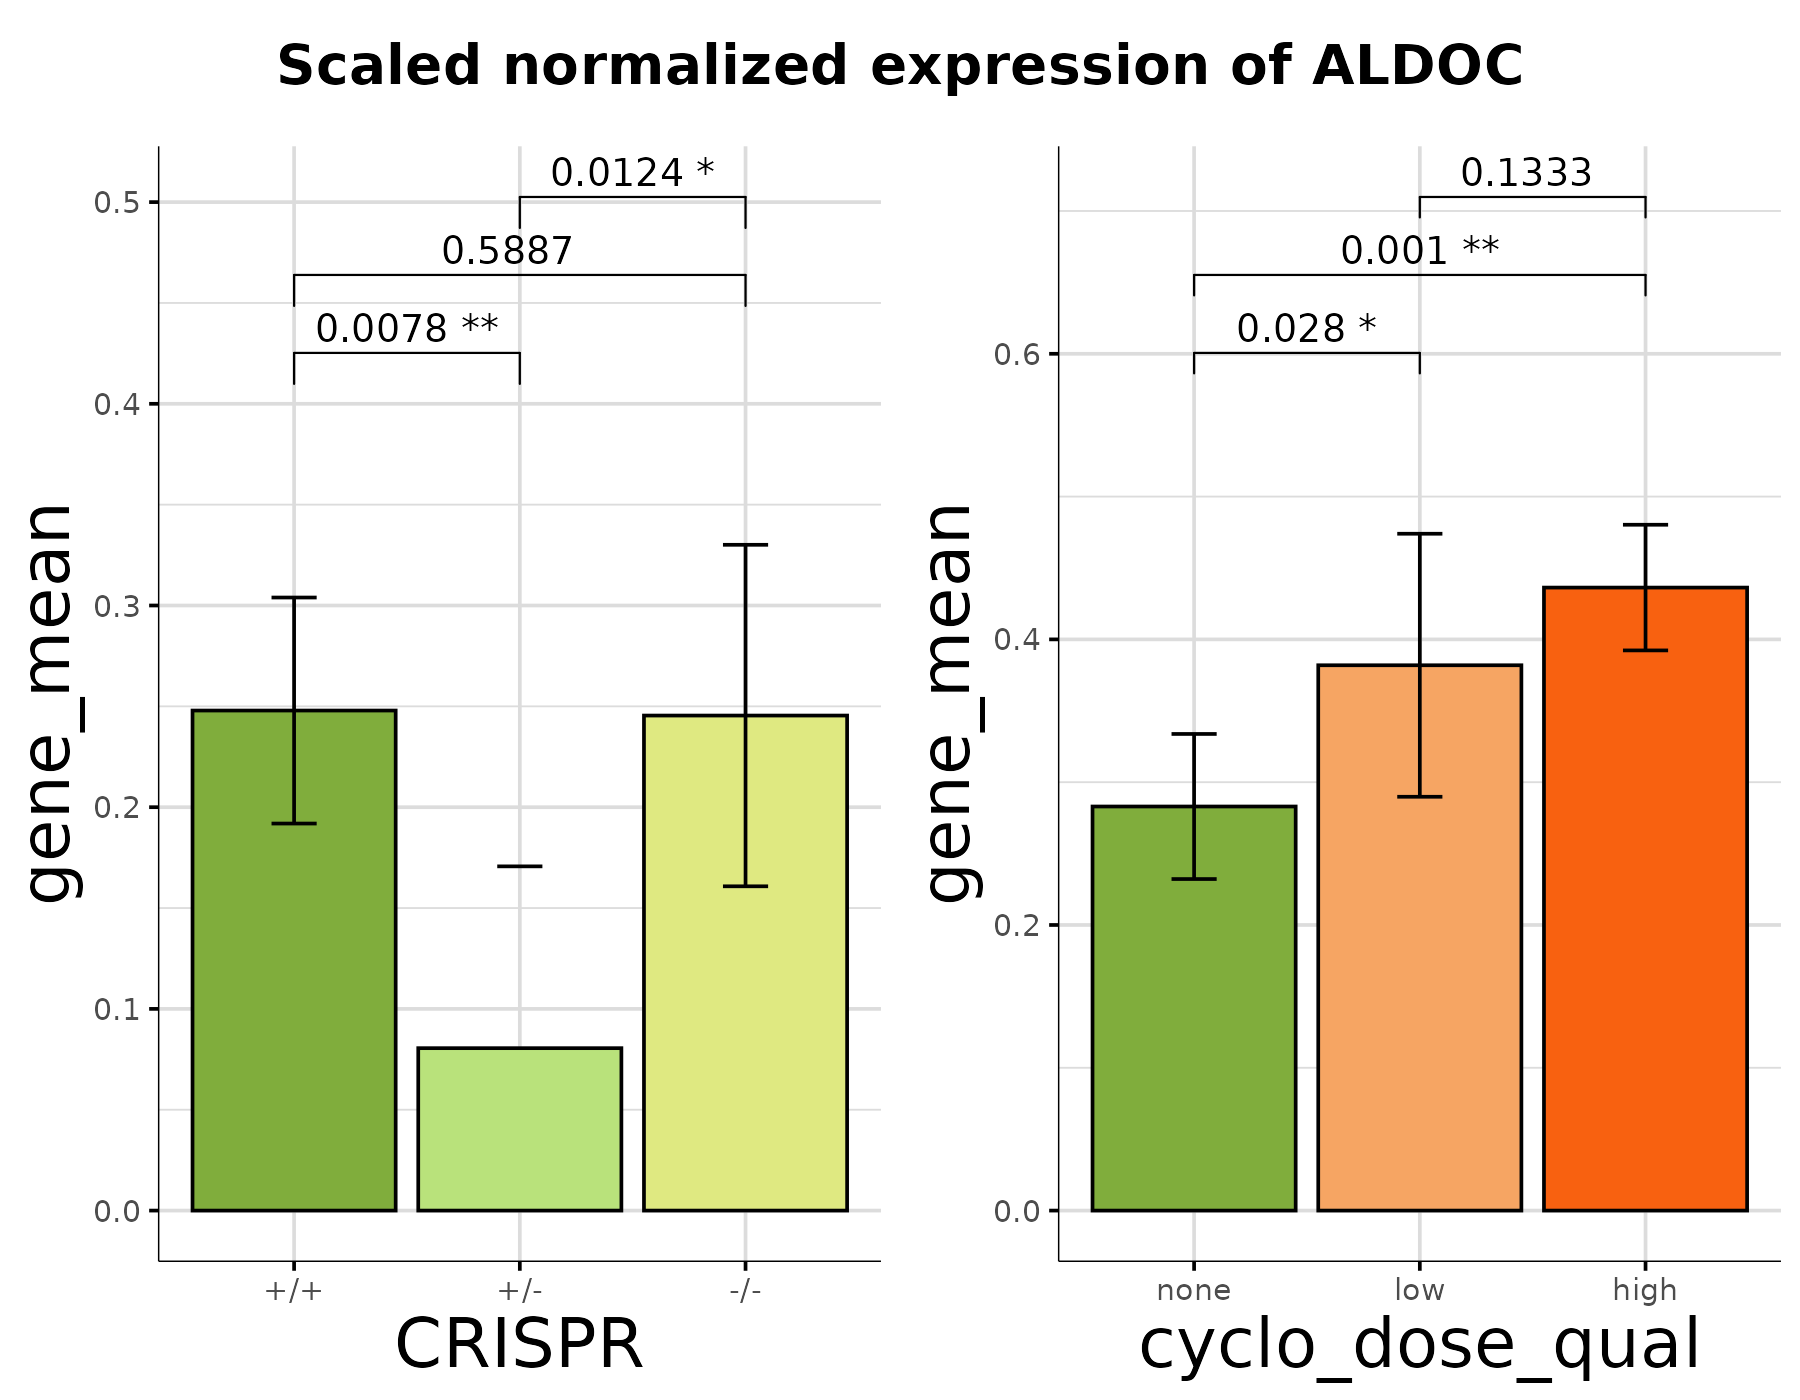 Scaled normalized expression of ALDOC
gene_mean
0.5
0.4
0.3
0.2
0.1
0.0
0.0124 *
0.5887
0.0078 **
+/+ +/- -/-
CRISPR
gene_mean
0.6
0.4
0.2
0.0
0.1333
0.001 **
0.028 *
none low high
cyclo_dose_qual